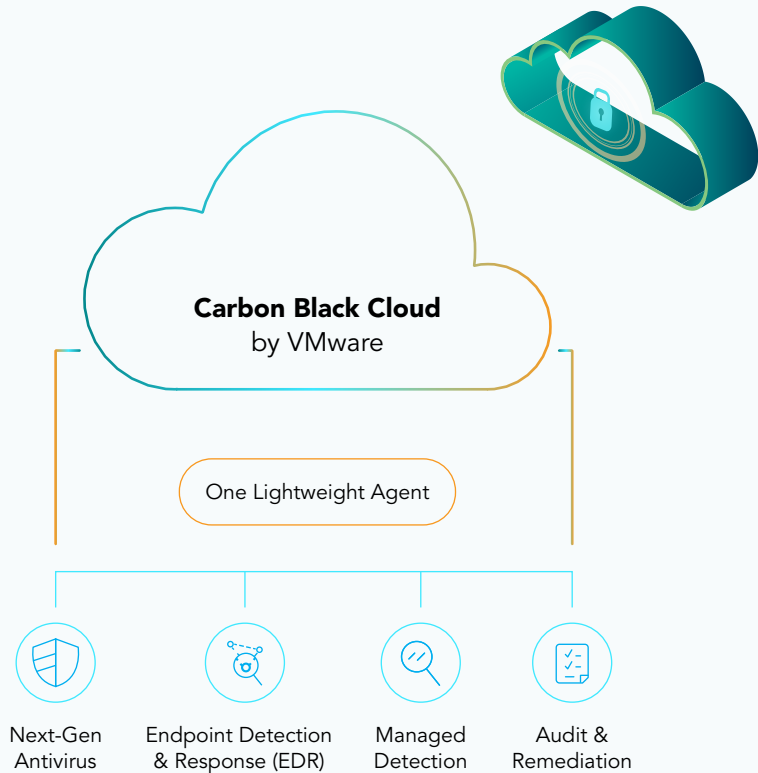 Carbon Black Cloud
by VMware
One Lightweight Agent
Next-Gen
Antivirus
Endpoint Detection
& Response (EDR)
Managed
Detection
Audit &
Remediation